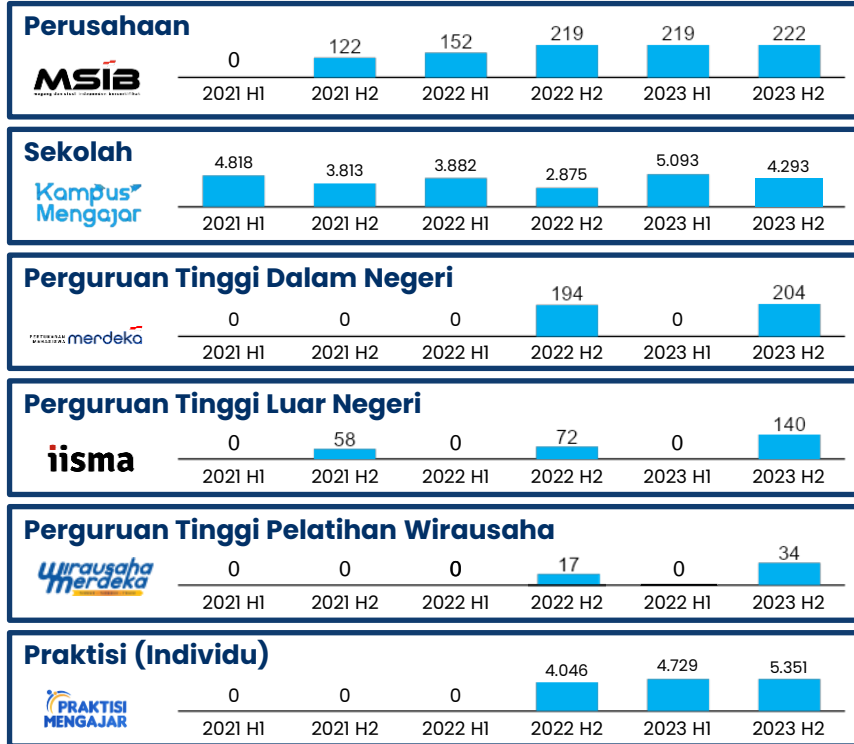 Perusahaan
MSIB
0 122 152 219 219 222
2021 H1 2021 H2 2022 H1 2022 H2 2023 H1 2023 H2
Sekolah
Kampus Mengajar
4.818 3.813 3.882 2.875 5.093 4.293
2021 H1 2021 H2 2022 H1 2022 H2 2023 H1 2023 H2
Perguruan Tinggi Dalam Negeri
merdeka
0 0 0 194 0 204
2021 H1 2021 H2 2022 H1 2022 H2 2023 H1 2023 H2
Perguruan Tinggi Luar Negeri
iisma
0 58 0 72 0 140
2021 H1 2021 H2 2022 H1 2022 H2 2023 H1 2023 H2
Perguruan Tinggi Pelatihan Wirausaha
wirausaha
merdeka
0 0 0 17 0 34
2021 H1 2021 H2 2022 H1 2022 H2 2022 H1 2023 H2
Praktisi (Individu)
PRAKTISI
MENGAJAR
0 0 0 4.046 4.729 5.351
2021 H1 2021 H2 2022 H1 2022 H2 2023 H1 2023 H2